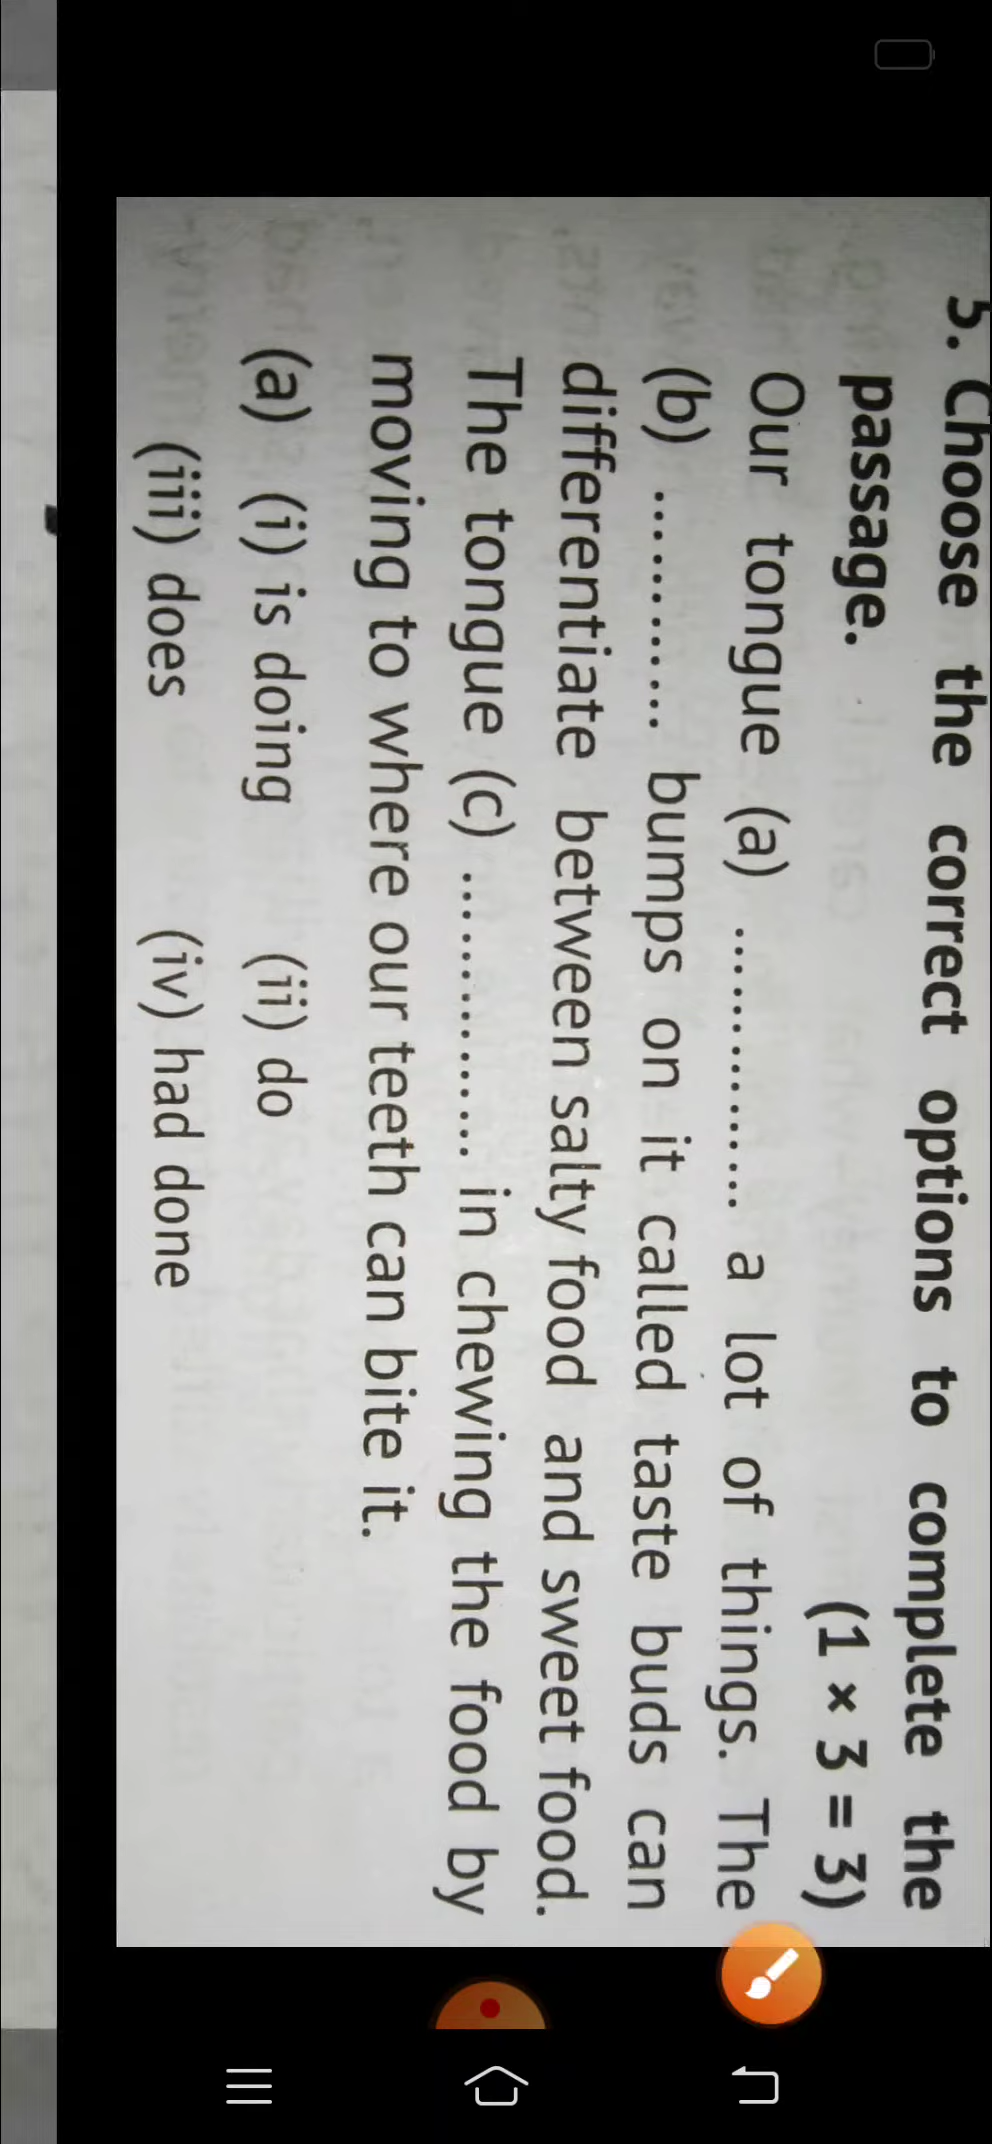 5. Choose the correct options to complete the
passage. (1 × 3 = 3)
Our tongue (a) ................ a lot of things. The
(b) ............ bumps on it called taste buds can
differentiate between salty food and sweet food.
The tongue (c) ................ in chewing the food by
moving to where our teeth can bite it.
(a) (i) is doing (ii) do
(iii) does (iv) had done